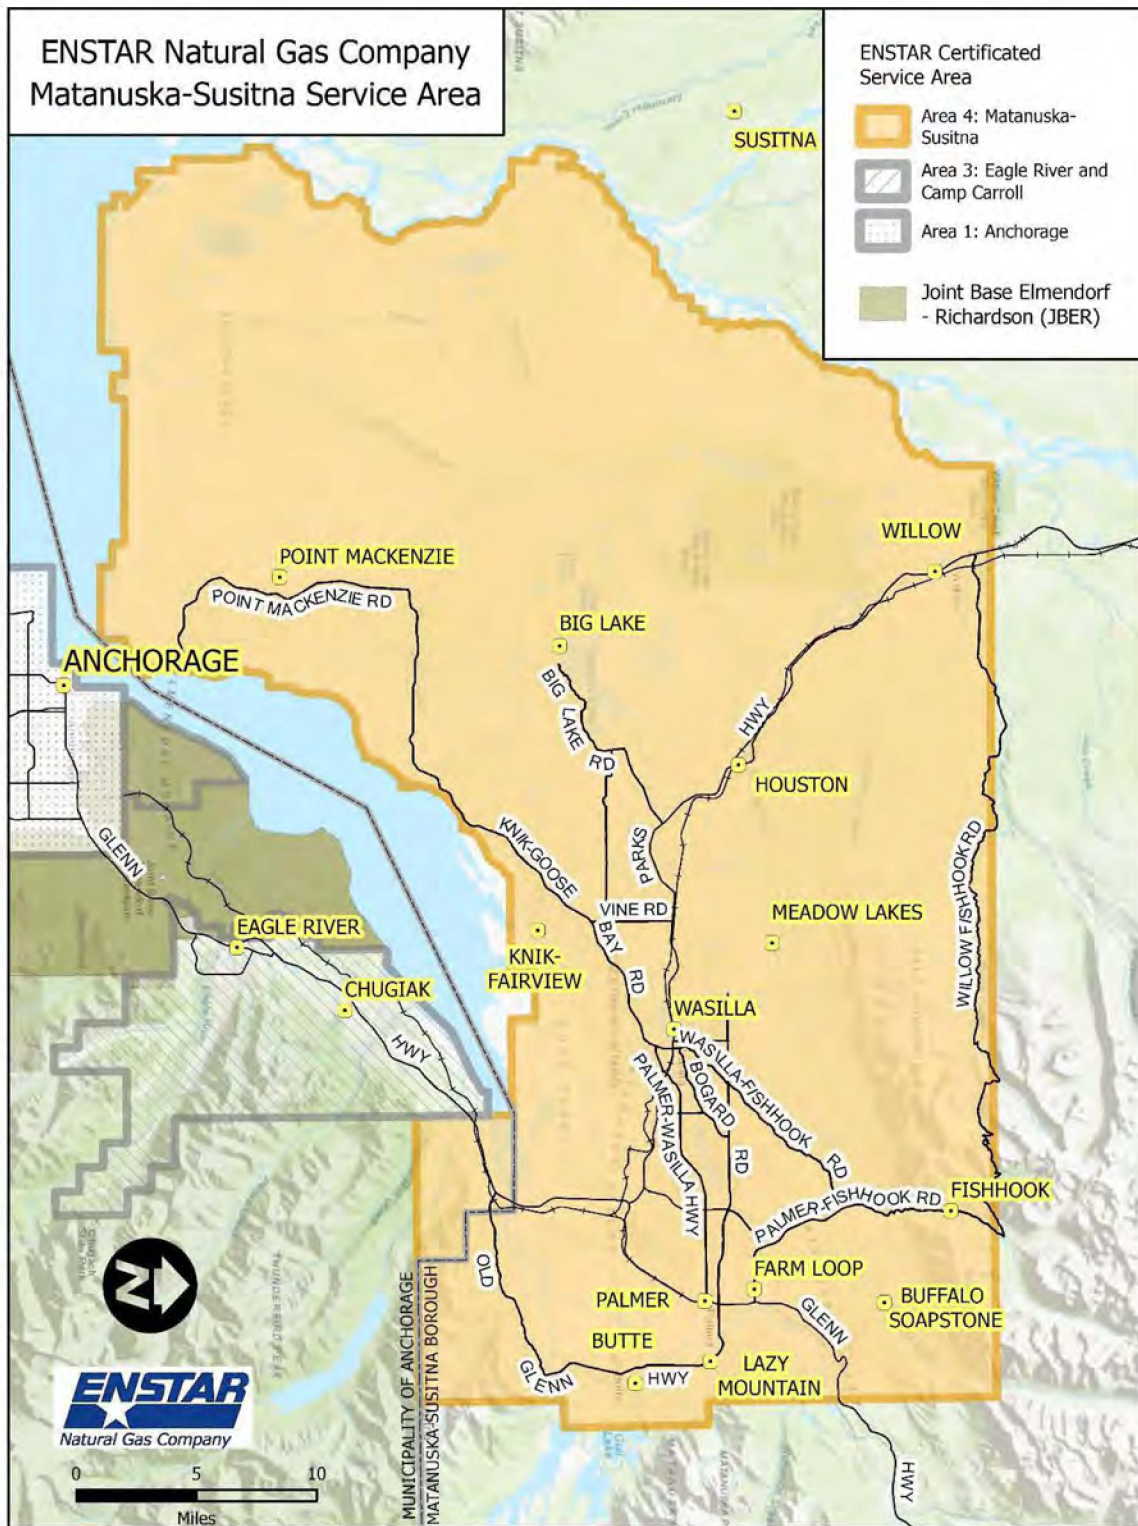 ENSTAR Natural Gas Company
Matanuska-Susitna Service Area
ENSTAR Certificated
Service Area
Area 4: Matanuska-
Susitna
Area 3: Eagle River and
Camp Carroll
Area 1: Anchorage
Joint Base Elmendorf
- Richardson (JBER)
SUSITNA
WILLOW
POINT MACKENZIE
POINT MACKENZIE RD
BIG LAKE
BIG LAKE RD
ANCHORAGE
HWY
HOUSTON
PARKS
KNIK-GOOSE BAY RD
WILLOW FISHHOOK RD
GLENN
VINE RD
MEADOW LAKES
EAGLE RIVER
KNIK-
FAIRVIEW
CHUGIAK
HWY
WASILLA
WASILLA-FISHHOOK RD
BOGARD RD
PALMER-WASILLA HWY
PALMER-FISHHOOK RD
FISHHOOK
N
OLD
FARM LOOP
PALMER
GLENN
BUFFALO
SOAPSTONE
BUTTE
LAZY
MOUNTAIN
GLENN
HWY
HWY
THUNDERBIRD PEAK
MUNICIPALITY OF ANCHORAGE
MATANUSKA-SUSITNA BOROUGH
ENSTAR
Natural Gas Company
0 5 10
Miles